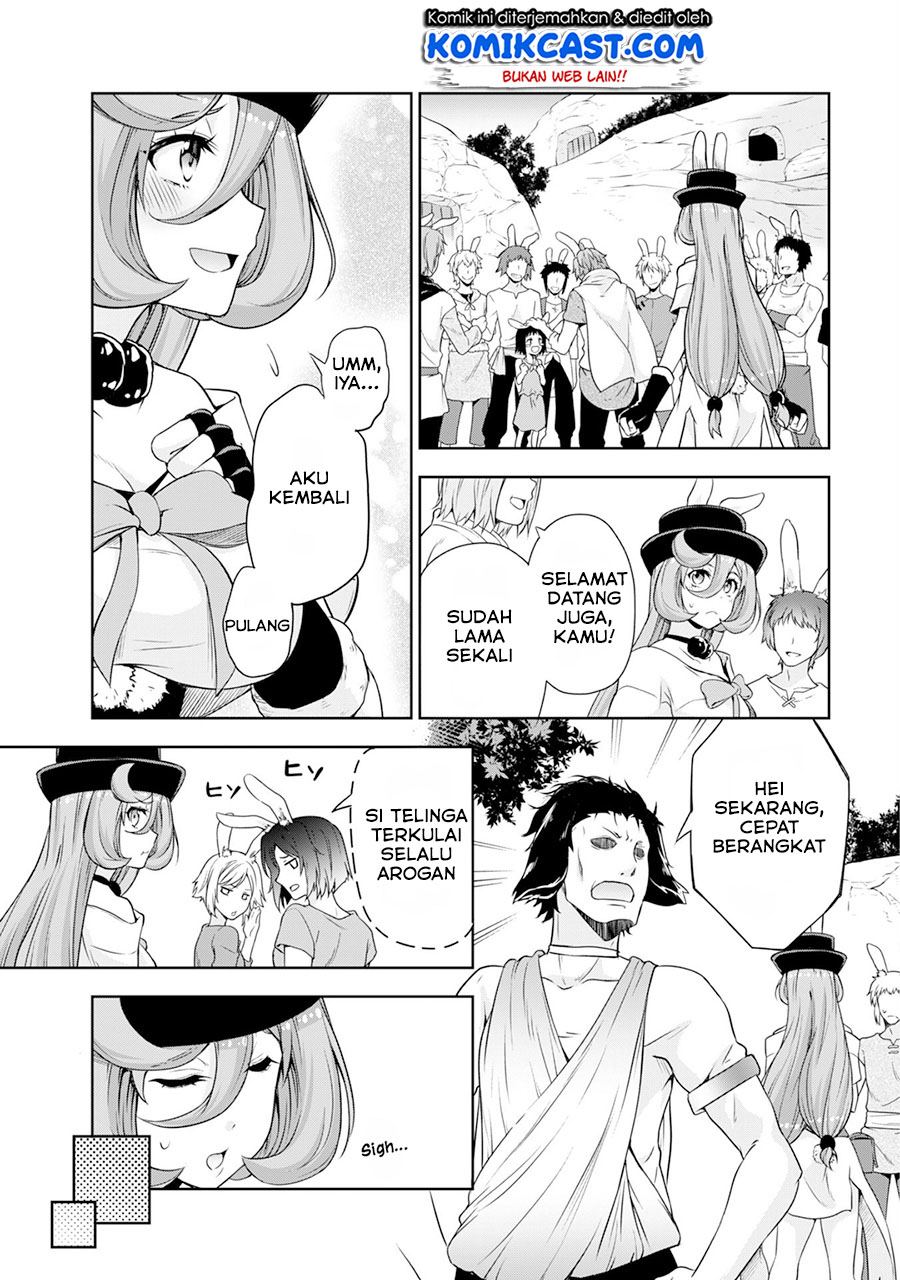 Komik ini diterjemahkan & diedit oleh
KOMIKCAST.COM
BUKAN WEB LAIN!!
UMM,
IYA...
AKU
KEMBALI
PULANG
SELAMAT
DATANG
JUGA,
KAMU!
SUDAH
LAMA
SEKALI
HEI
SEKARANG,
CEPAT
BERANGKAT
ヒソ
ヒソ
SI TELINGA
TERKULAI
SELALU
AROGAN
Sigh...